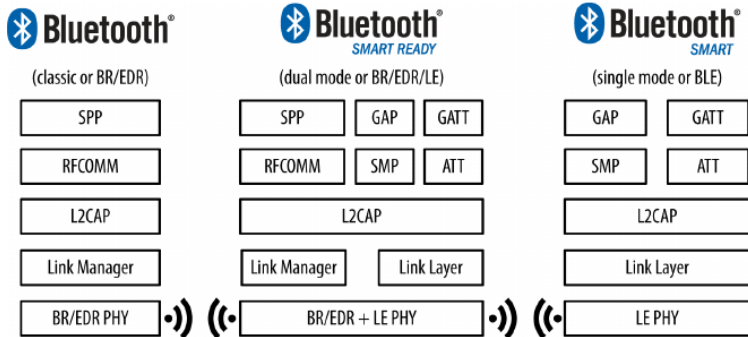 Bluetooth®
(classic or BR/EDR)
SPP
RFCOMM
L2CAP
Link Manager
BR/EDR PHY
Bluetooth®
SMART READY
(dual mode or BR/EDR/LE)
SPP GAP GATT
RFCOMM SMP ATT
L2CAP
Link Manager Link Layer
BR/EDR + LE PHY
Bluetooth®
SMART
(single mode or BLE)
GAP GATT
SMP ATT
L2CAP
Link Layer
LE PHY